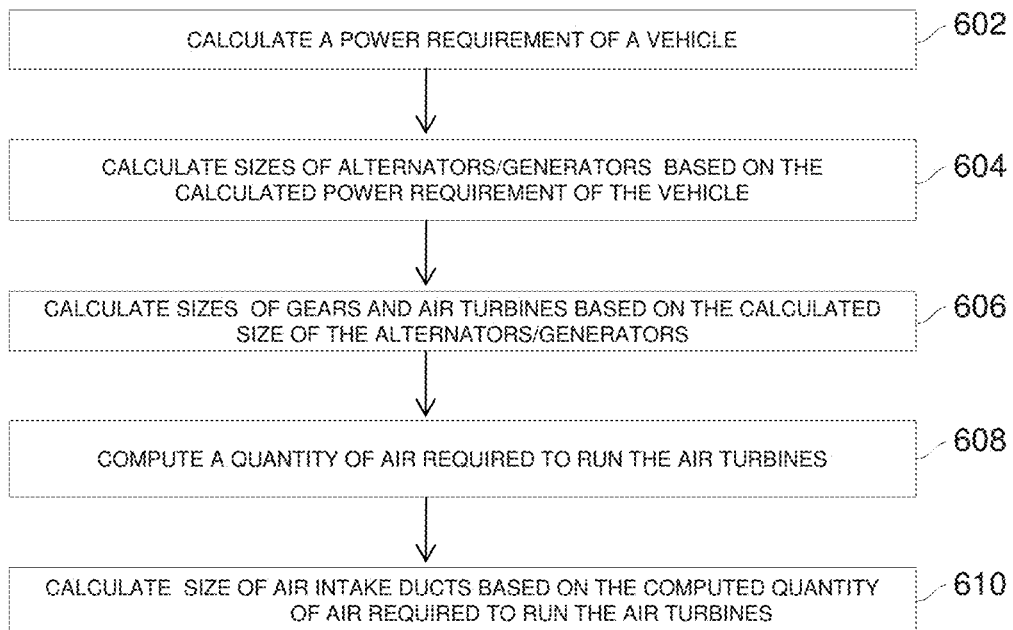 CALCULATE A POWER REQUIREMENT OF A VEHICLE
602
CALCULATE SIZES OF ALTERNATORS/GENERATORS BASED ON THE
CALCULATED POWER REQUIREMENT OF THE VEHICLE
604
CALCULATE SIZES OF GEARS AND AIR TURBINES BASED ON THE CALCULATED
SIZE OF THE ALTERNATORS/GENERATORS
606
COMPUTE A QUANTITY OF AIR REQUIRED TO RUN THE AIR TURBINES
608
CALCULATE SIZE OF AIR INTAKE DUCTS BASED ON THE COMPUTED QUANTITY
OF AIR REQUIRED TO RUN THE AIR TURBINES
610